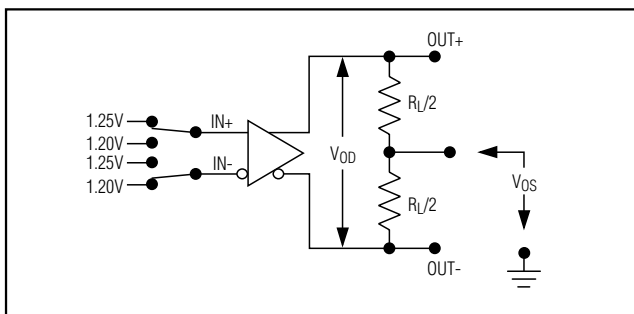 OUT+
1.25V
IN+
R_L/2
1.20V
1.25V
V_OD
IN-
1.20V
V_OS
R_L/2
OUT-